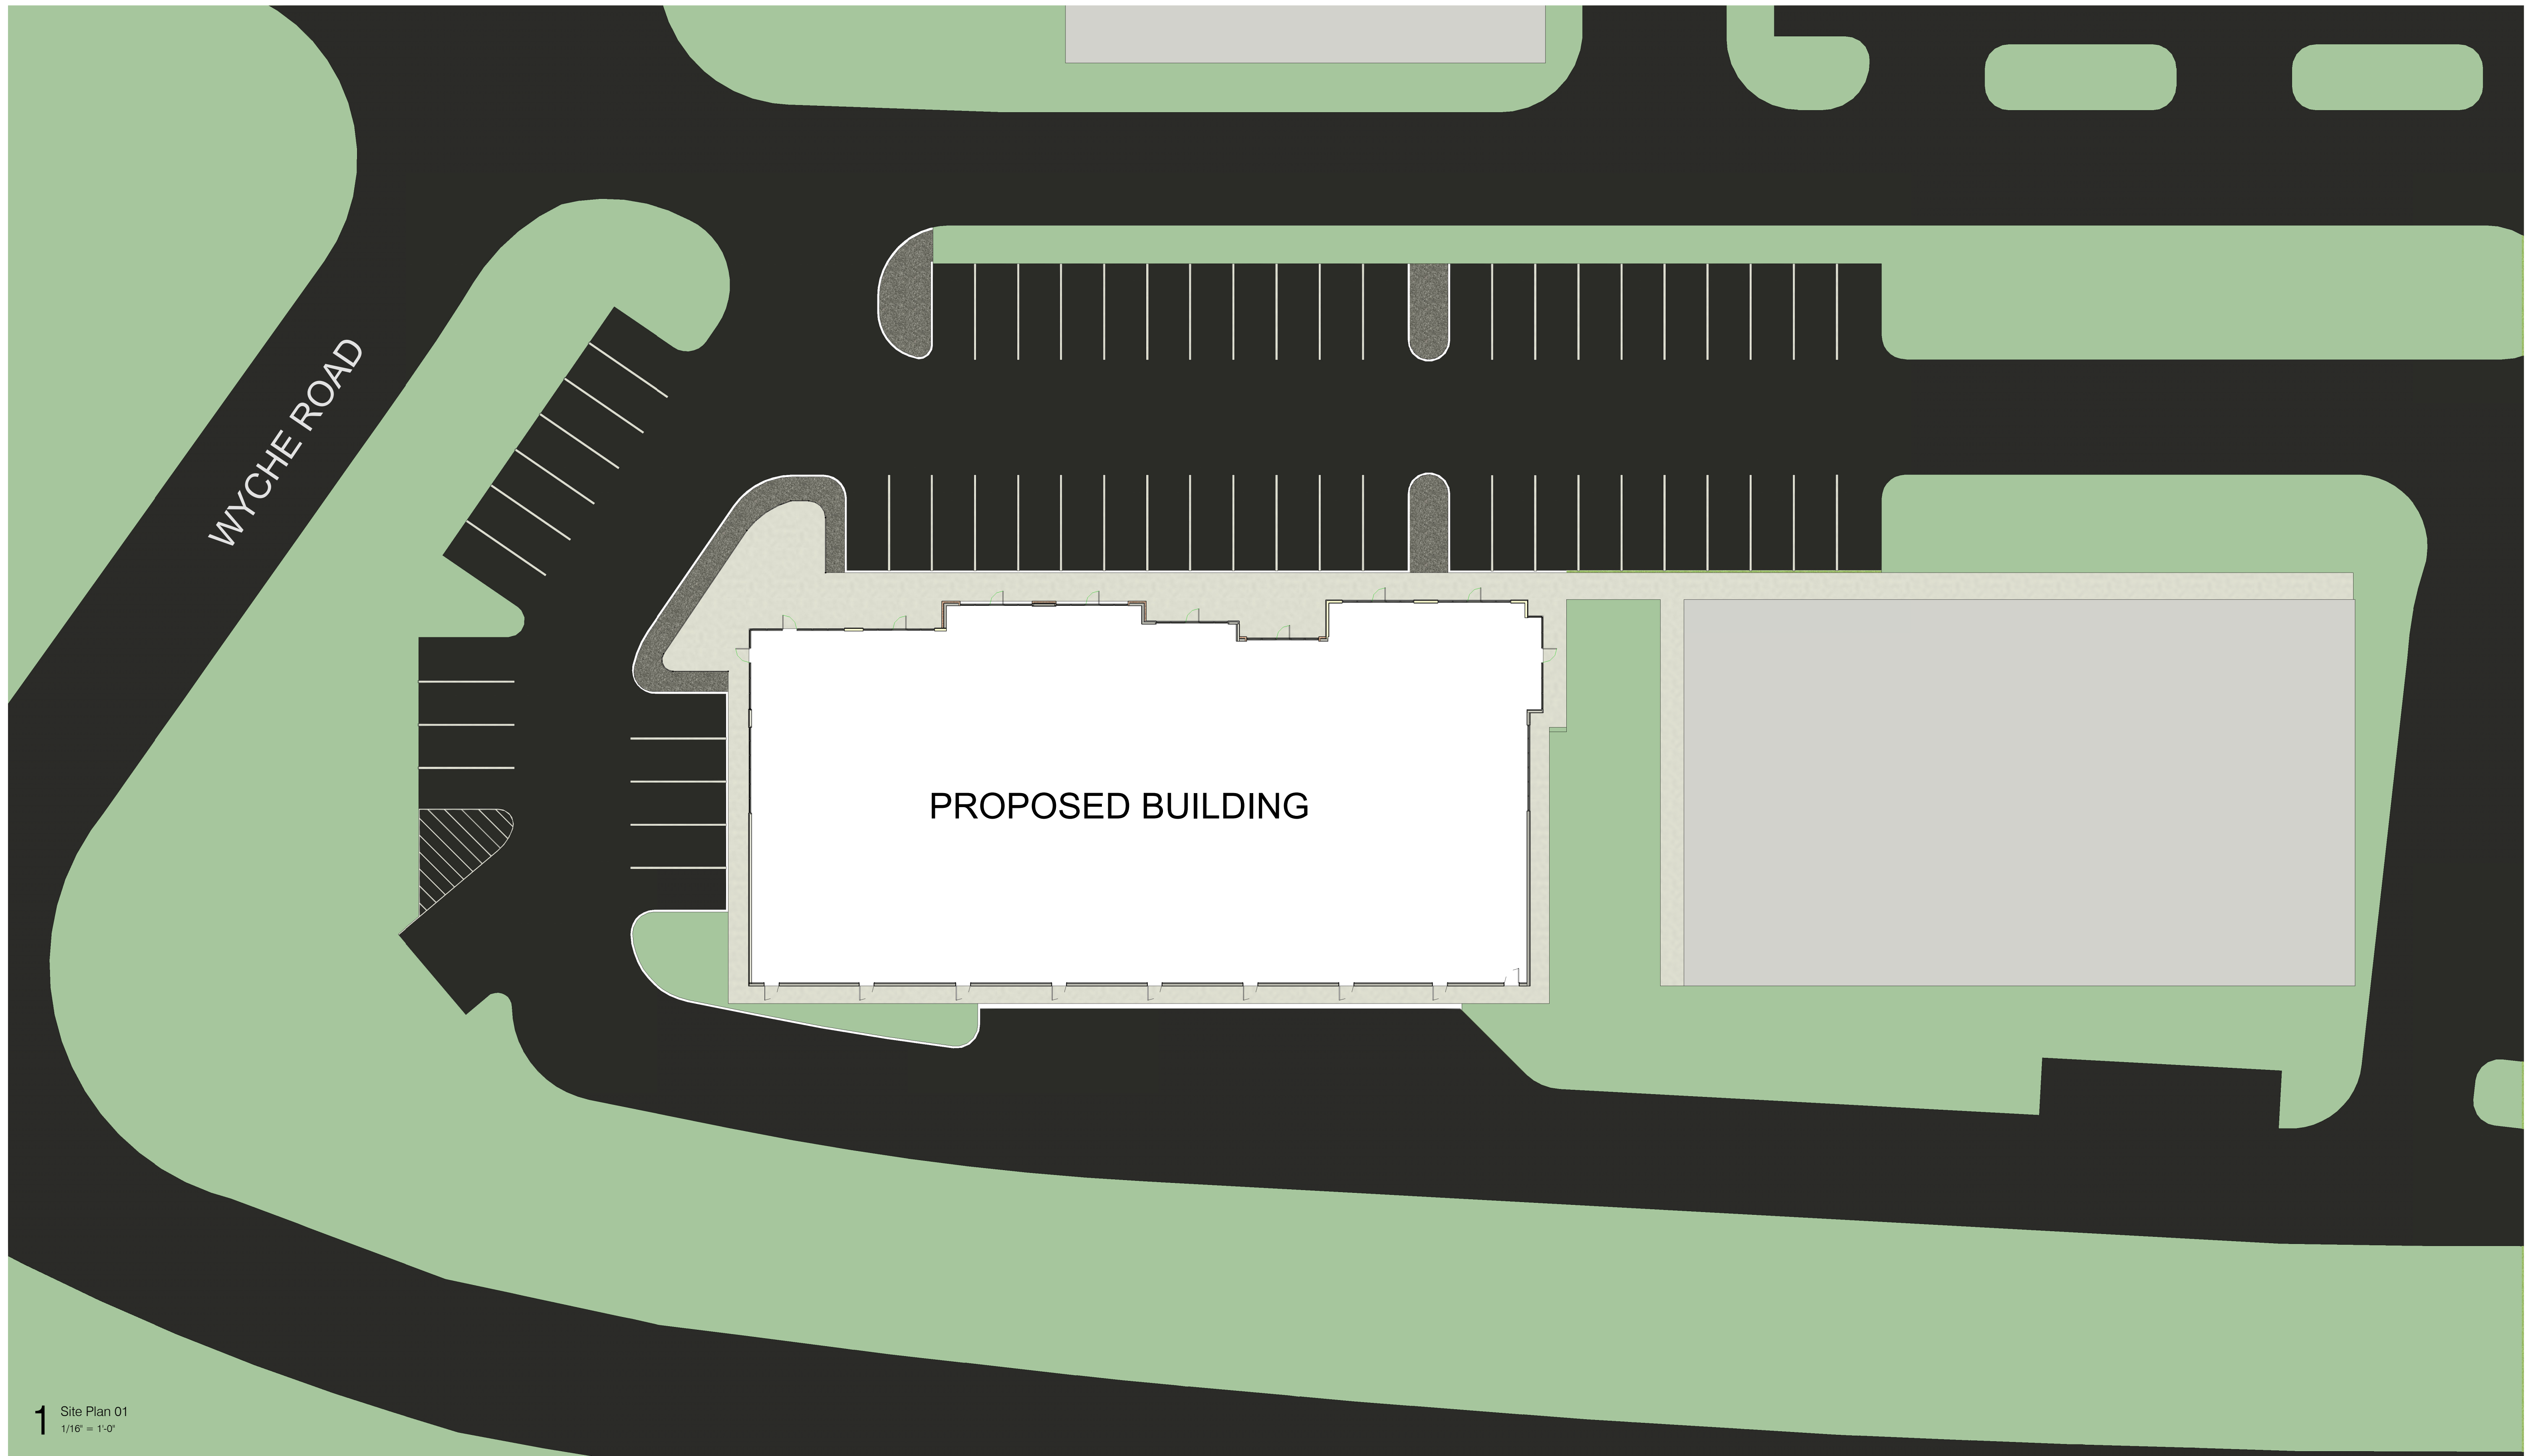 WYCHE ROAD
PROPOSED BUILDING
1 Site Plan 01
1/16" = 1'-0"